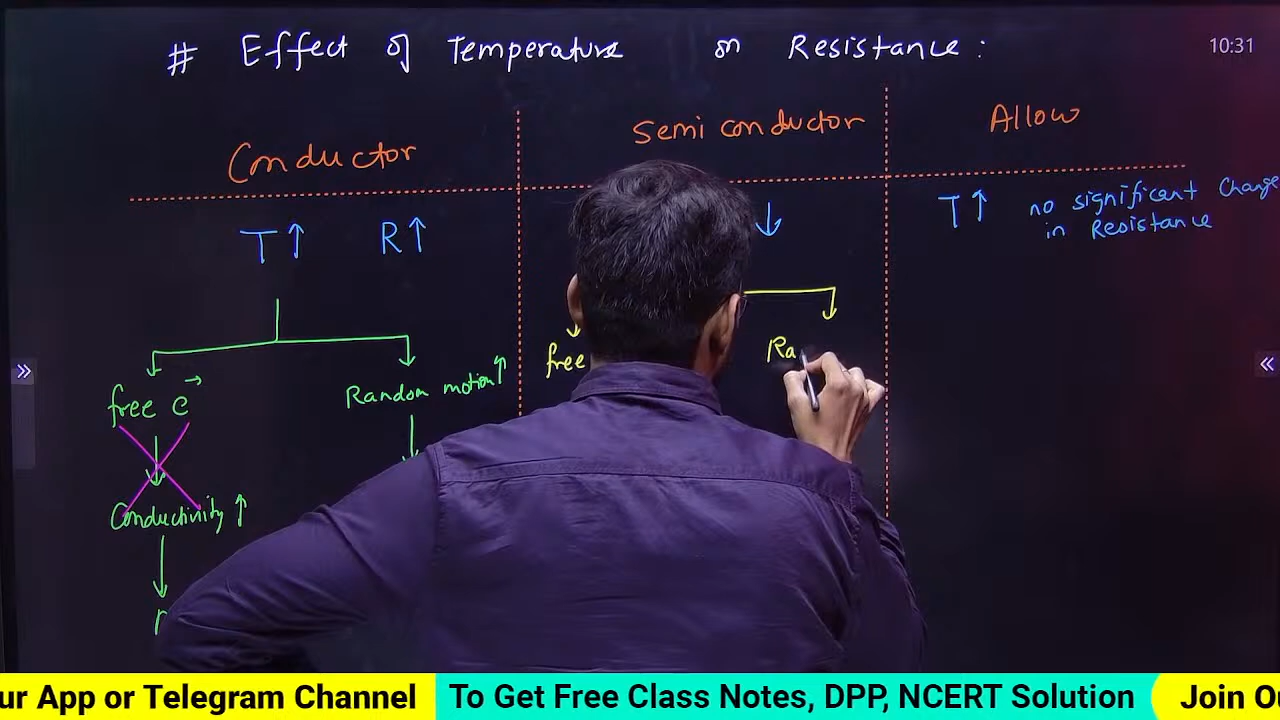 # Effect of Temperature on Resistance :
10:31
Conductor
Semi conductor
Allow
T↑ R↑
↓
T↑ no significant Change
in Resistance
free e
Random motion↑
free
Ra
Conductivity ↑
ur App or Telegram Channel
To Get Free Class Notes, DPP, NCERT Solution
Join O